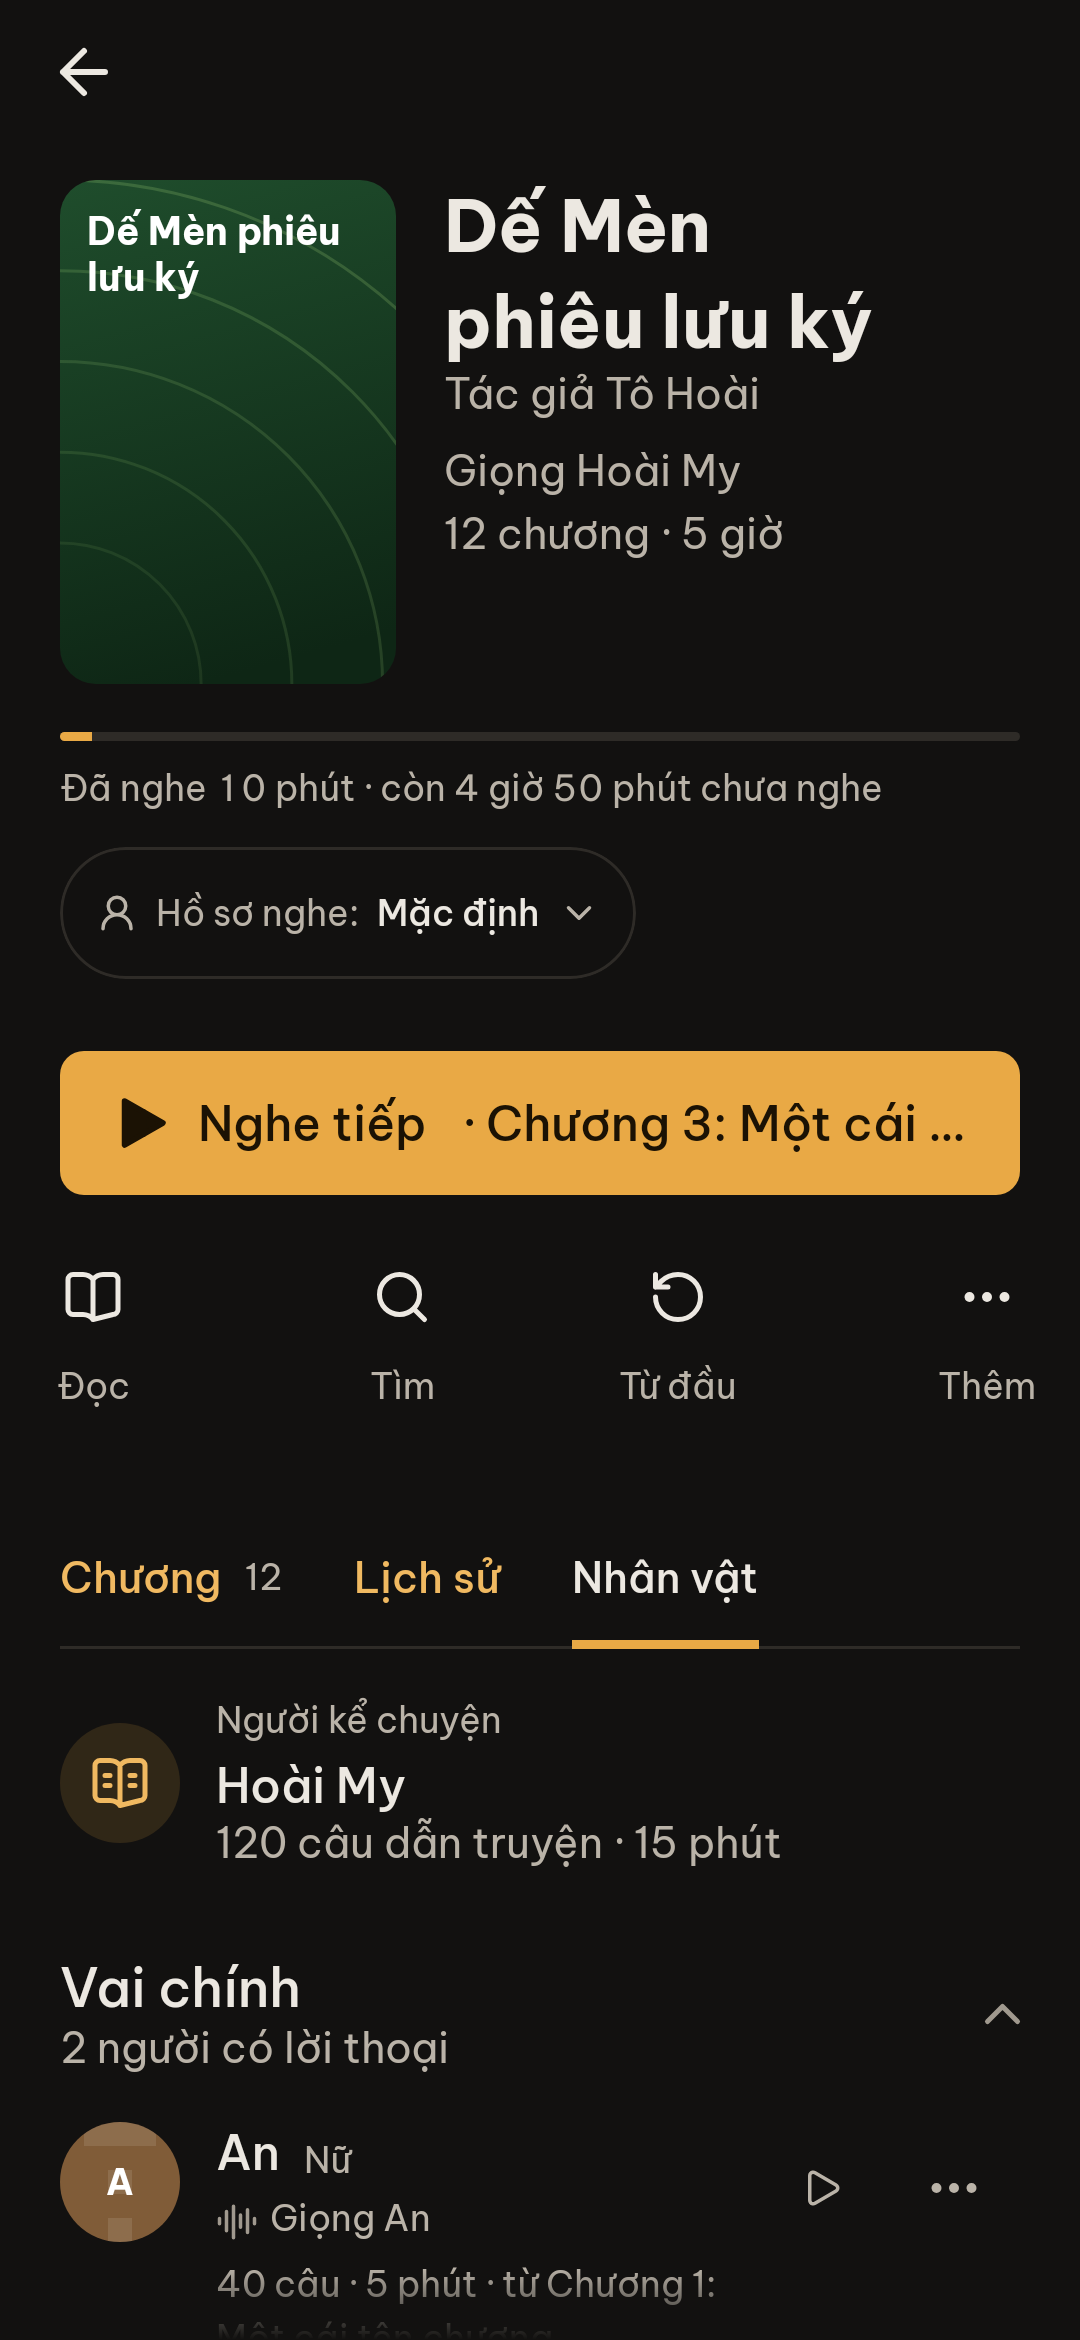 Dế Mèn phiêu
lưu ký
Dế Mèn
phiêu lưu ký
Tác giả Tô Hoài
Giọng Hoài My
12 chương · 5 giờ
Đã nghe 10 phút · còn 4 giờ 50 phút chưa nghe
Hồ sơ nghe: Mặc định
Nghe tiếp · Chương 3: Một cái ...
Đọc Tìm Từ đầu Thêm
Chương 12 Lịch sử Nhân vật
Người kể chuyện
Hoài My
120 câu dẫn truyện · 15 phút
Vai chính
2 người có lời thoại
A
An Nữ
Giọng An
40 câu · 5 phút · từ Chương 1:
Một cái tên chương